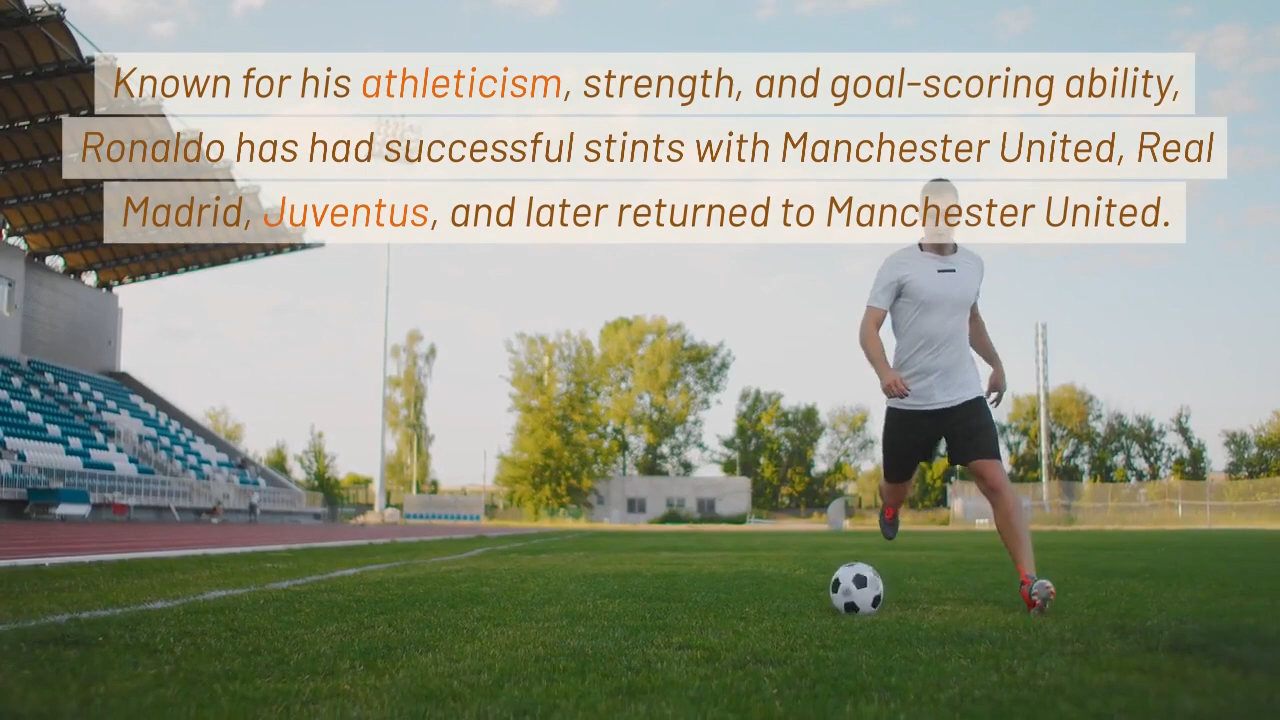 Known for his athleticism, strength, and goal-scoring ability,
Ronaldo has had successful stints with Manchester United, Real
Madrid, Juventus, and later returned to Manchester United.